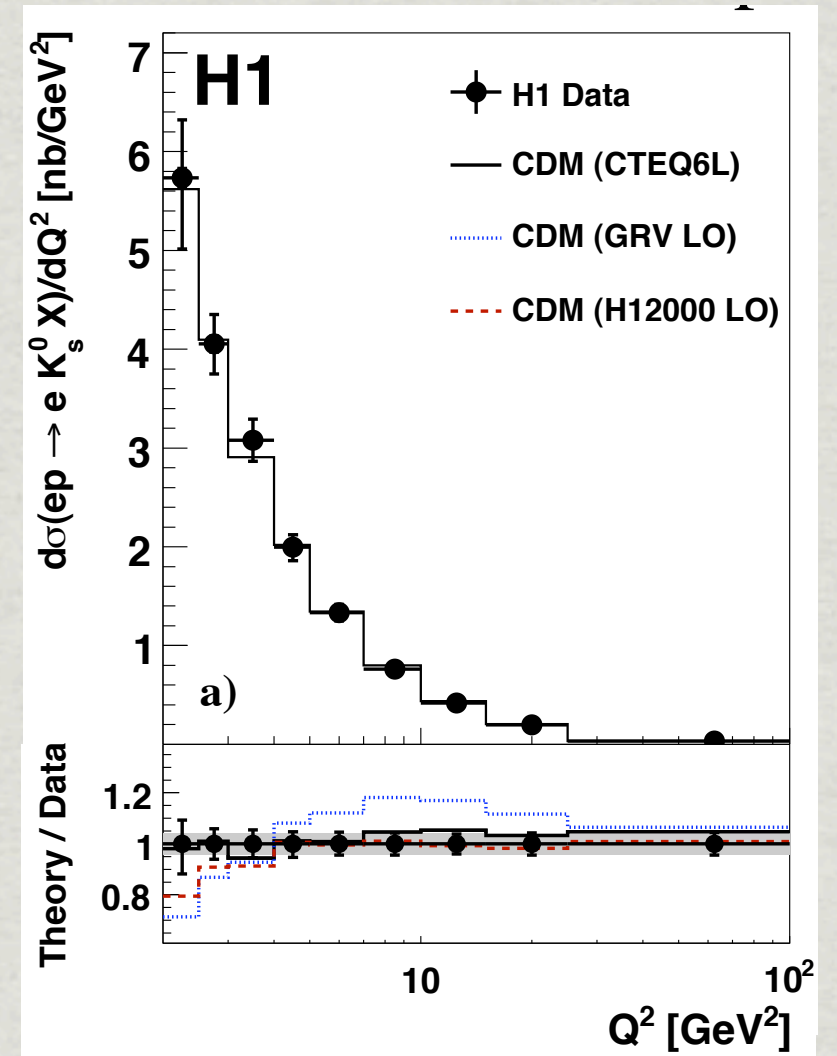 H1
H1 Data
CDM (CTEQ6L)
CDM (GRV LO)
CDM (H12000 LO)
dσ(ep → e K⁰ₛ X)/dQ² [nb/GeV²]
7
6
5
4
3
2
1
a)
Theory / Data
1.2
1
0.8
10
10²
Q² [GeV²]